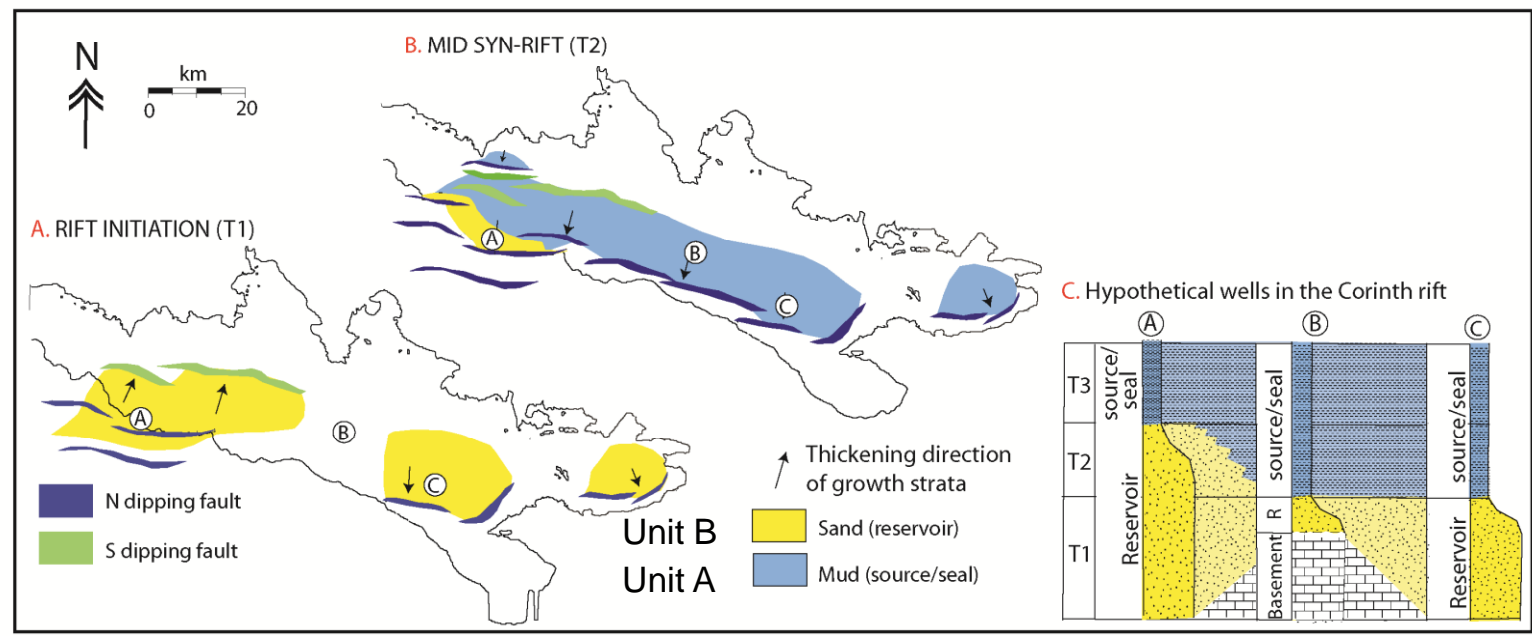 B. MID SYN-RIFT (T2)
N
km
0 20
A. RIFT INITIATION (T1)
A
B
C
A
B
C
N dipping fault
S dipping fault
Thickening direction
of growth strata
Unit B
Sand (reservoir)
Unit A
Mud (source/seal)
C. Hypothetical wells in the Corinth rift
A B C
T3
T2
T1
source/
seal
Reservoir
source/seal
R
Basement
source/seal
Reservoir